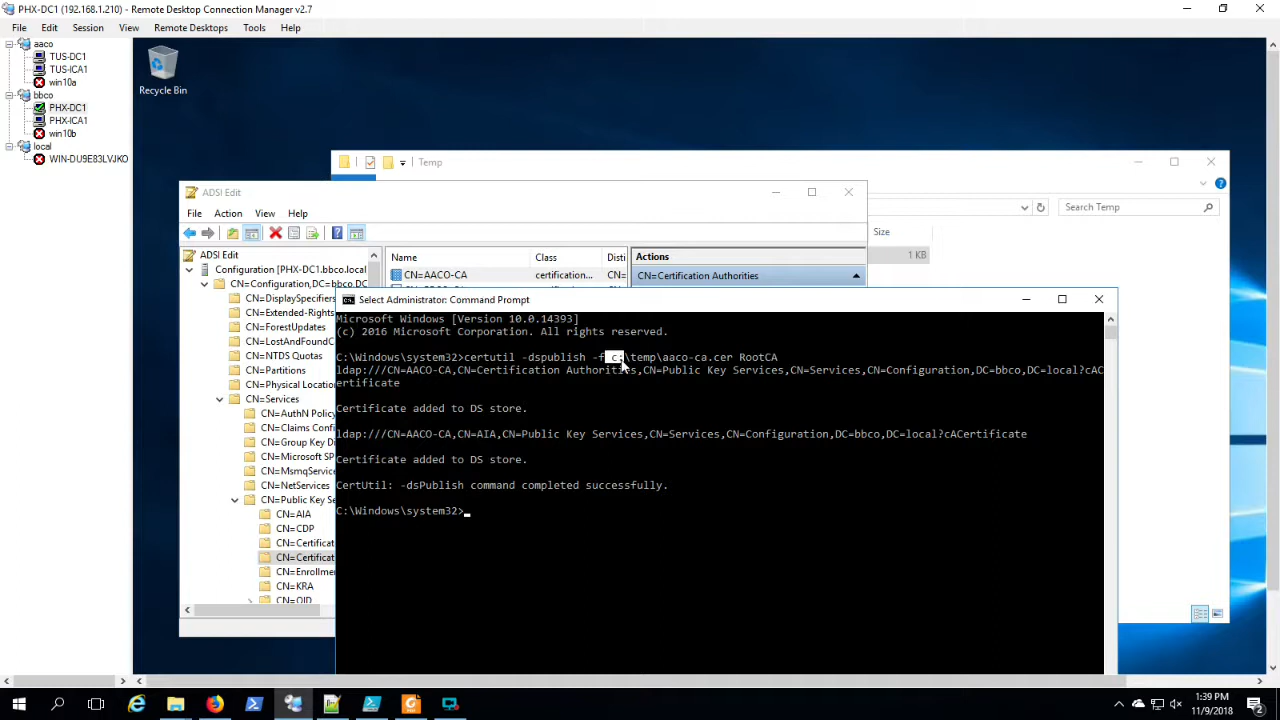 PHX-DC1 (192.168.1.210) - Remote Desktop Connection Manager v2.7
File Edit Session View Remote Desktops Tools Help
aaco
TUS-DC1
TUS-ICA1
win10a
bbco
PHX-DC1
PHX-ICA1
win10b
local
WIN-DU9E83LVJKO
Recycle Bin
Temp
Search Temp
Size
1 KB
ADSI Edit
File Action View Help
ADSI Edit
Configuration [PHX-DC1.bbco.local
CN=Configuration,DC=bbco,DC
CN=DisplaySpecifiers
CN=Extended-Rights
CN=ForestUpdates
CN=LostAndFoundCo
CN=NTDS Quotas
CN=Partitions
CN=Physical Locatio
CN=Services
CN=AuthN Policy
CN=Claims Confi
CN=Group Key Di
CN=Microsoft SP
CN=MsmqService
CN=NetServices
CN=Public Key Se
CN=AIA
CN=CDP
CN=Certificat
CN=Certificat
CN=Enrollme
CN=KRA
CN=OID
Name Class Disti
CN=AACO-CA certification... CN=
Actions
CN=Certification Authorities
Select Administrator: Command Prompt
Microsoft Windows [Version 10.0.14393]
(c) 2016 Microsoft Corporation. All rights reserved.
C:\Windows\system32>certutil -dspublish -f c:\temp\aaco-ca.cer RootCA
ldap:///CN=AACO-CA,CN=Certification Authorities,CN=Public Key Services,CN=Services,CN=Configuration,DC=bbco,DC=local?cAC
ertificate
Certificate added to DS store.
ldap:///CN=AACO-CA,CN=AIA,CN=Public Key Services,CN=Services,CN=Configuration,DC=bbco,DC=local?cACertificate
Certificate added to DS store.
CertUtil: -dsPublish command completed successfully.
C:\Windows\system32>
1:39 PM
11/9/2018
2